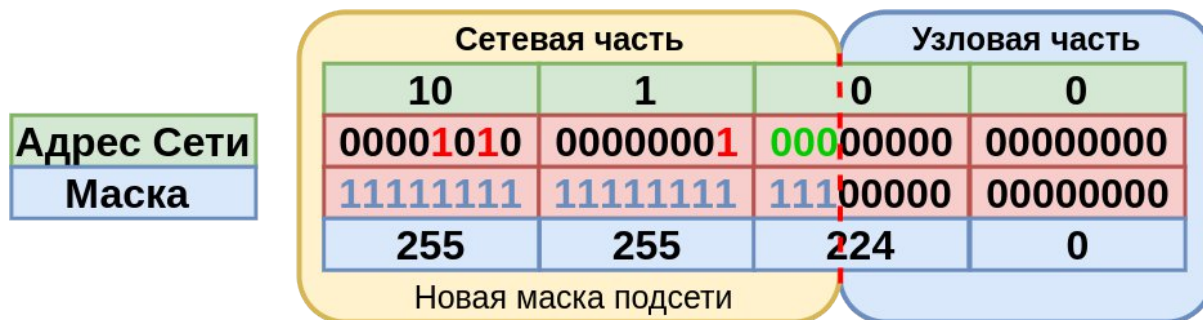 Сетевая часть Узловая часть
10 1 0 0
Адрес Сети 00001010 00000001 00000000 00000000
Маска 11111111 11111111 11100000 00000000
255 255 224 0
Новая маска подсети